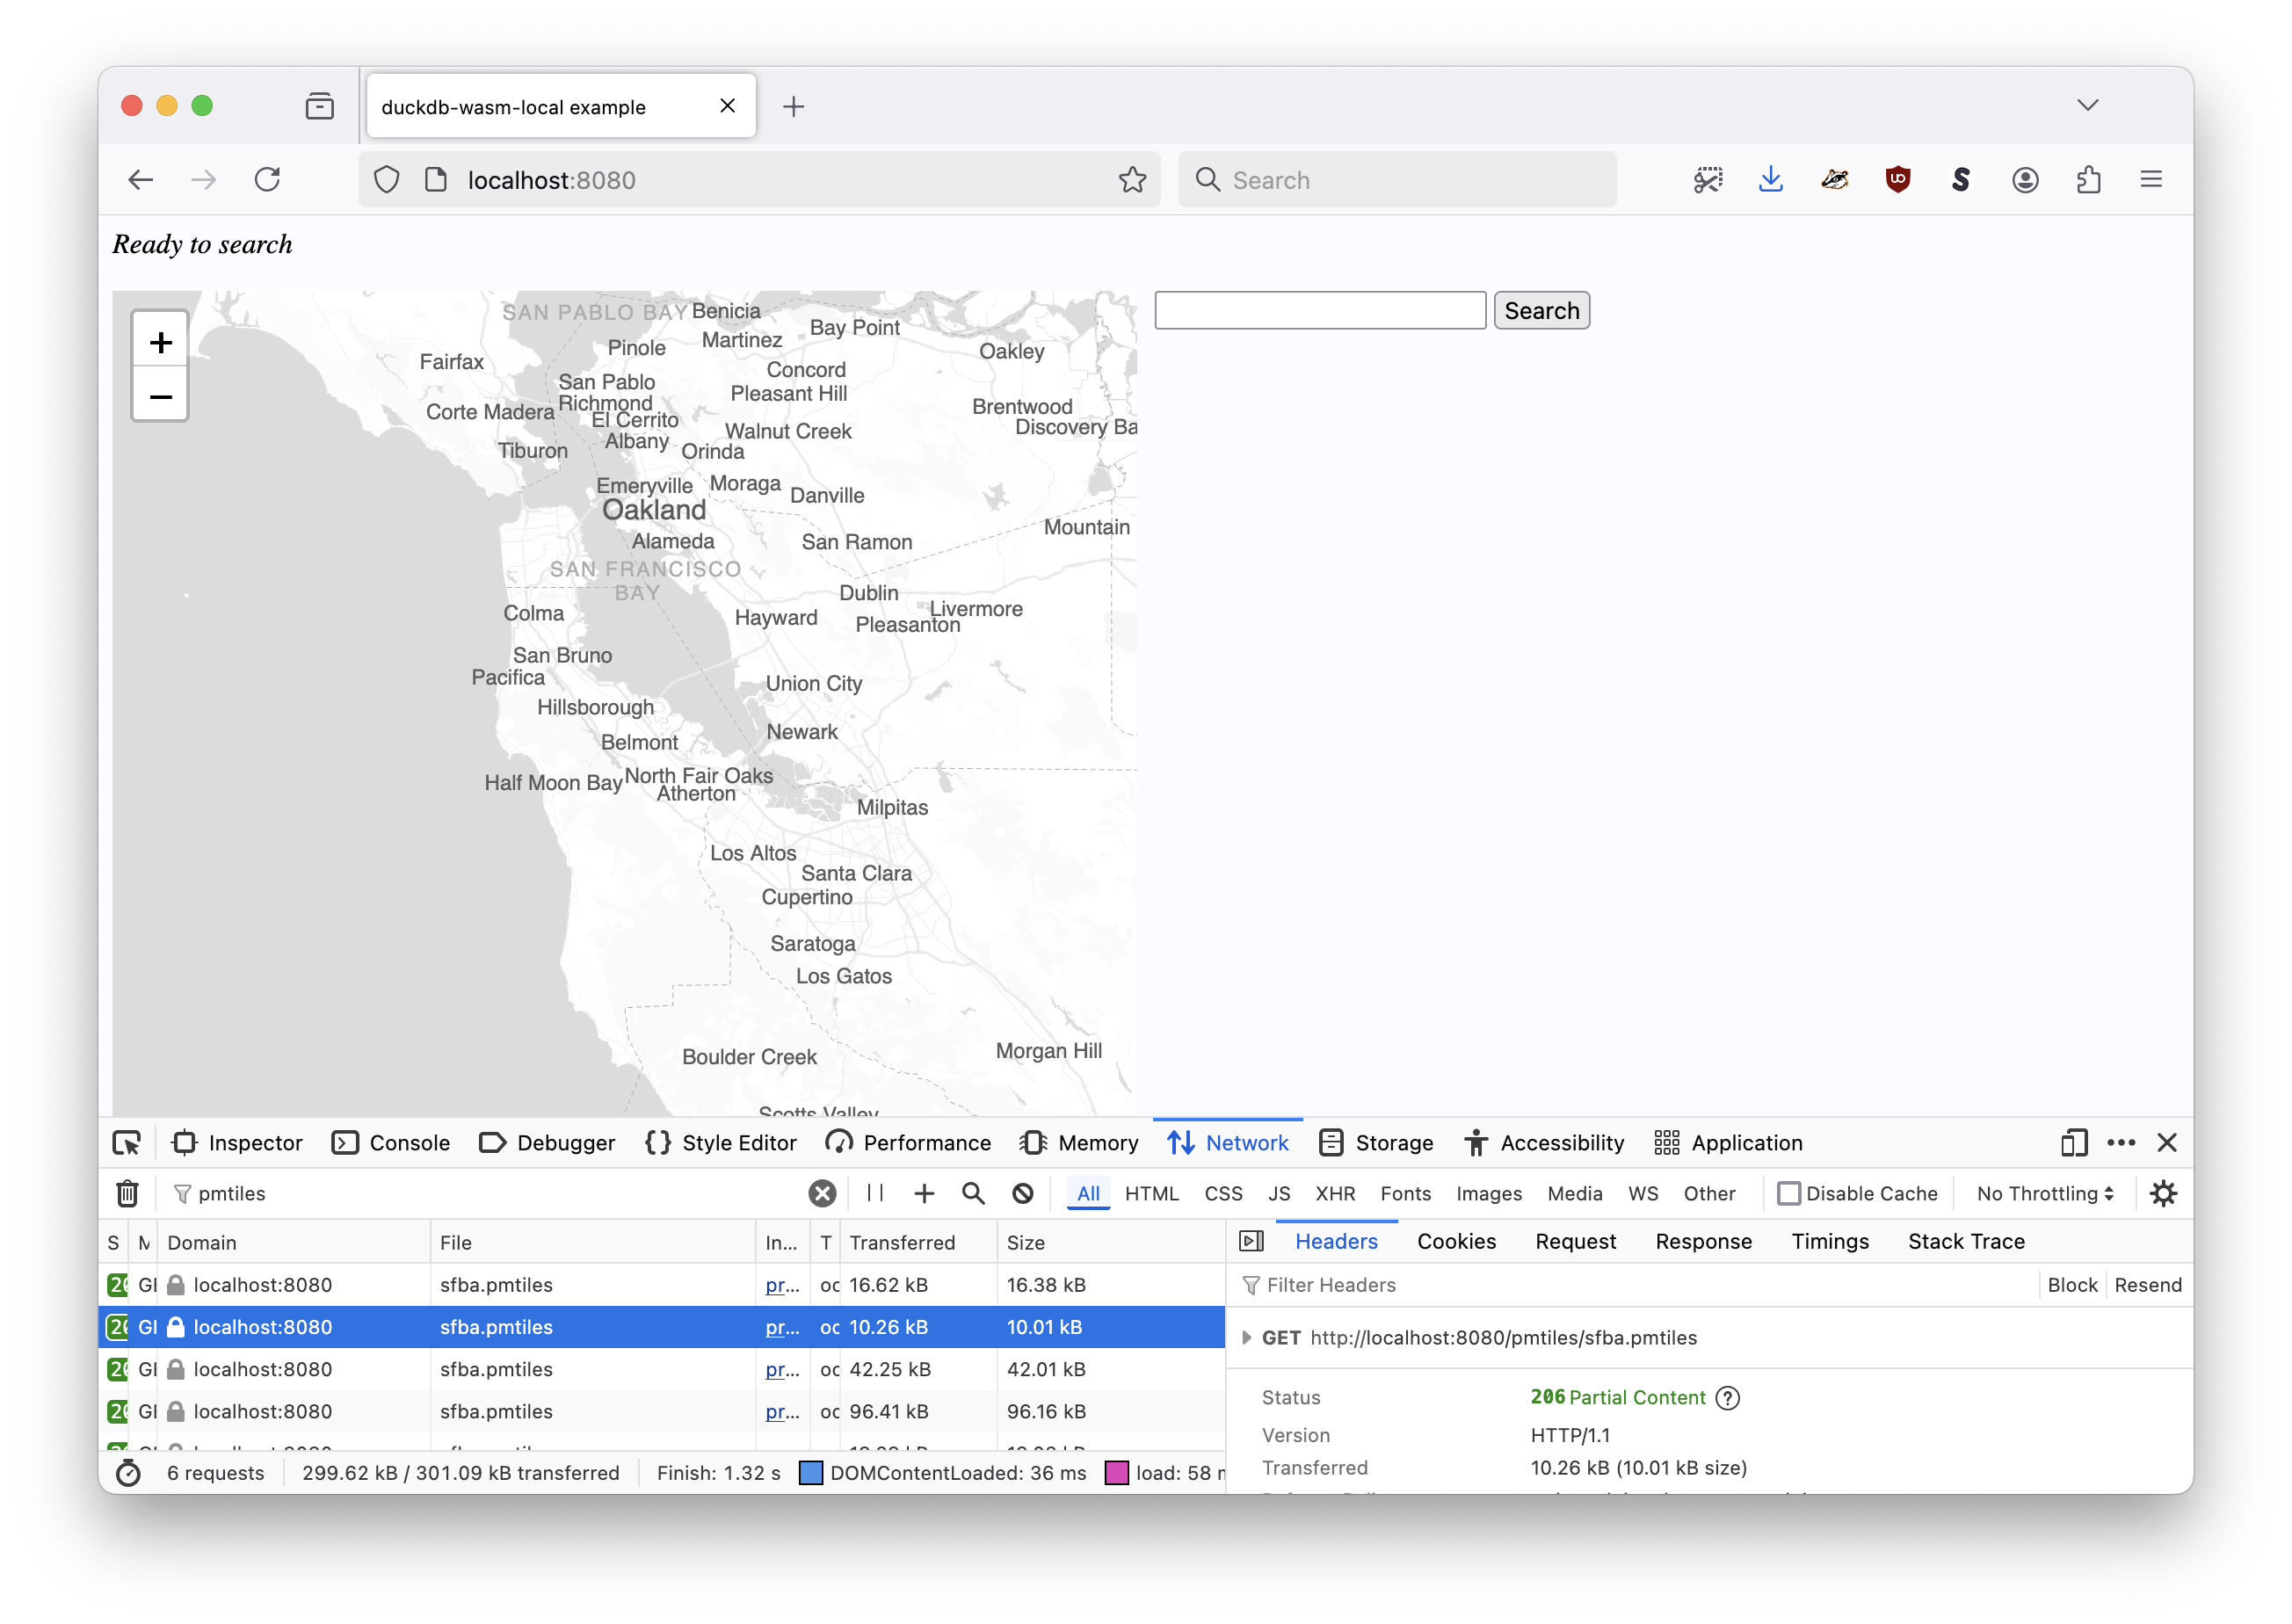 duckdb-wasm-local example
localhost:8080
Search
Ready to search
Search
+
−
SAN PABLO BAY
Benicia
Bay Point
Martinez
Pinole
Oakley
Fairfax
Concord
San Pablo
Pleasant Hill
Richmond
Brentwood
Corte Madera
El Cerrito
Discovery Ba
Walnut Creek
Albany
Tiburon
Orinda
Emeryville
Moraga
Danville
Oakland
Mountain
Alameda
San Ramon
SAN FRANCISCO
BAY
Dublin
Livermore
Colma
Hayward
Pleasanton
San Bruno
Pacifica
Union City
Hillsborough
Newark
Belmont
North Fair Oaks
Half Moon Bay
Atherton
Milpitas
Los Altos
Santa Clara
Cupertino
Saratoga
Los Gatos
Morgan Hill
Boulder Creek
Scotts Valley
Inspector Console Debugger Style Editor Performance Memory Network Storage Accessibility Application
pmtiles All HTML CSS JS XHR Fonts Images Media WS Other Disable Cache No Throttling
S M Domain File In... T Transferred Size
20 GE localhost:8080 sfba.pmtiles pr... oc 16.62 kB 16.38 kB
20 GE localhost:8080 sfba.pmtiles pr... oc 10.26 kB 10.01 kB
20 GE localhost:8080 sfba.pmtiles pr... oc 42.25 kB 42.01 kB
20 GE localhost:8080 sfba.pmtiles pr... oc 96.41 kB 96.16 kB
6 requests 299.62 kB / 301.09 kB transferred Finish: 1.32 s DOMContentLoaded: 36 ms load: 58 m
Headers Cookies Request Response Timings Stack Trace
Filter Headers Block Resend
GET http://localhost:8080/pmtiles/sfba.pmtiles
Status 206 Partial Content ?
Version HTTP/1.1
Transferred 10.26 kB (10.01 kB size)